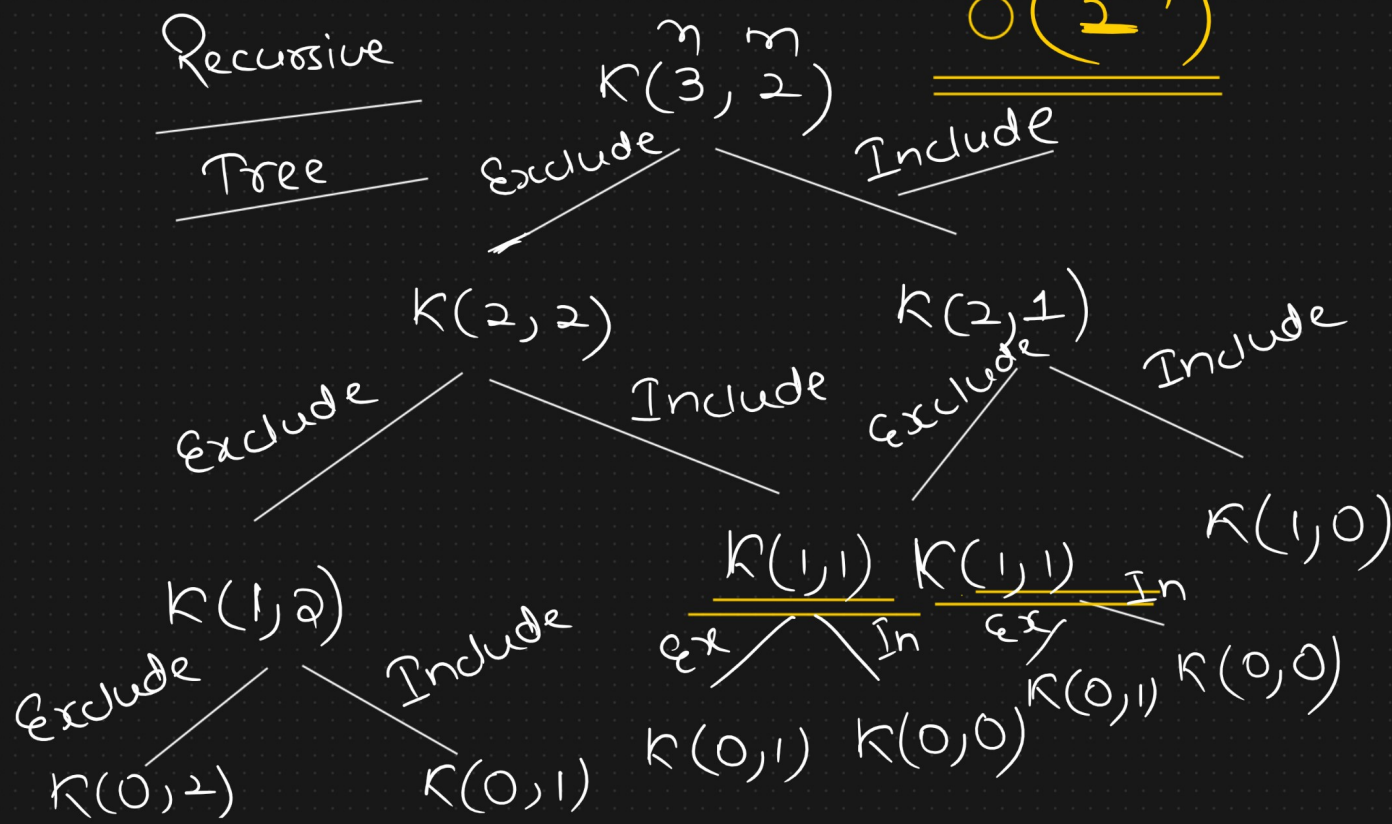 Recursive
Tree
n m
K(3, 2)
O(2
Exclude
Include
K(2, 2)
K(2, 1)
Exclude
Include
Exclude
Include
K(1, 2)
K(1, 1)
K(1, 1)
K(1, 0)
Exclude
Include
Ex
In
Ex
In
K(0, 2)
K(0, 1)
K(0, 1)
K(0, 0)
K(0, 1)
K(0, 0)